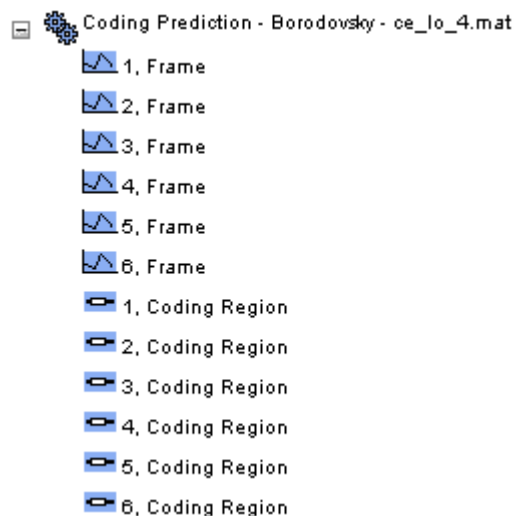 Coding Prediction - Borodovsky - ce_lo_4.mat
1, Frame
2, Frame
3, Frame
4, Frame
5, Frame
6, Frame
1, Coding Region
2, Coding Region
3, Coding Region
4, Coding Region
5, Coding Region
6, Coding Region